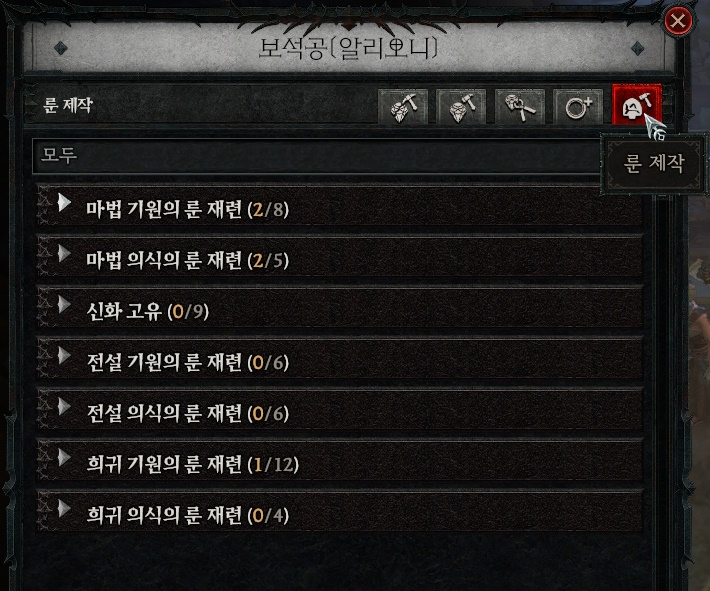 보석공(알리오니)
룬 제작
모두
룬 제작
마법 기원의 룬 재련 (2/8)
마법 의식의 룬 재련 (2/5)
신화 고유 (0/9)
전설 기원의 룬 재련 (0/6)
전설 의식의 룬 재련 (0/6)
희귀 기원의 룬 재련 (1/12)
희귀 의식의 룬 재련 (0/4)